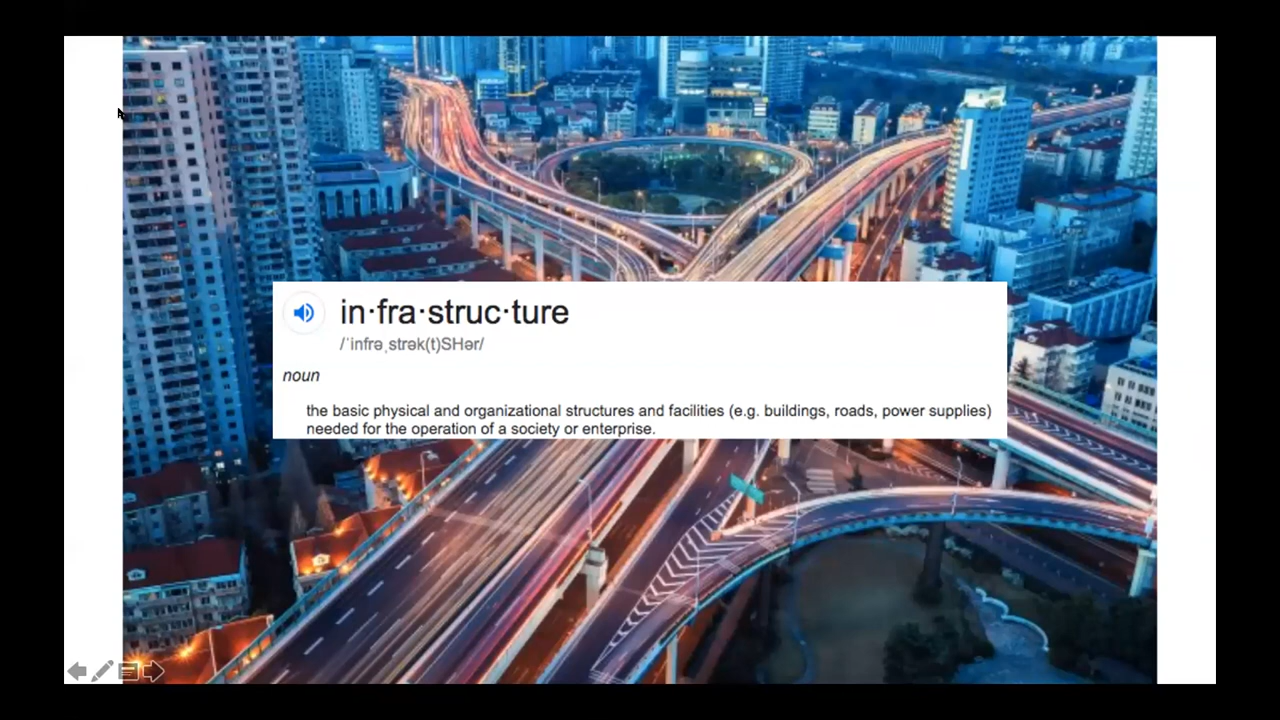 in·fra·struc·ture
/ˈinfrəˌstrək(t)SHər/
noun
the basic physical and organizational structures and facilities (e.g. buildings, roads, power supplies)
needed for the operation of a society or enterprise.